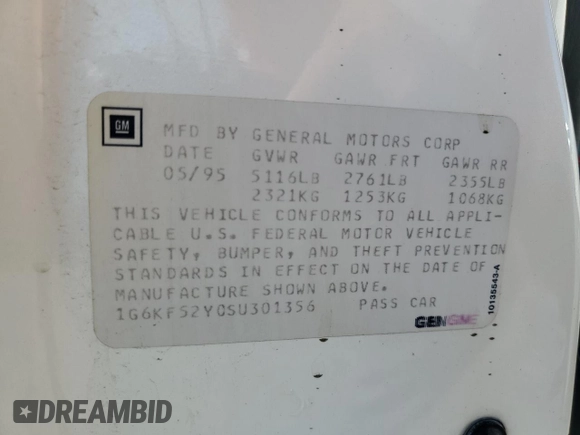 GM
MFD BY GENERAL MOTORS CORP
DATE GVWR GAWR FRT GAWR RR
05/95 5116LB 2761LB 2355LB
2321KG 1253KG 1068KG
THIS VEHICLE CONFORMS TO ALL APPLI-
CABLE U.S. FEDERAL MOTOR VEHICLE
SAFETY, BUMPER, AND THEFT PREVENTION
STANDARDS IN EFFECT ON THE DATE OF
MANUFACTURE SHOWN ABOVE.
1G6KF52Y0SU301356 PASS CAR
10135543-A
DREAMBID